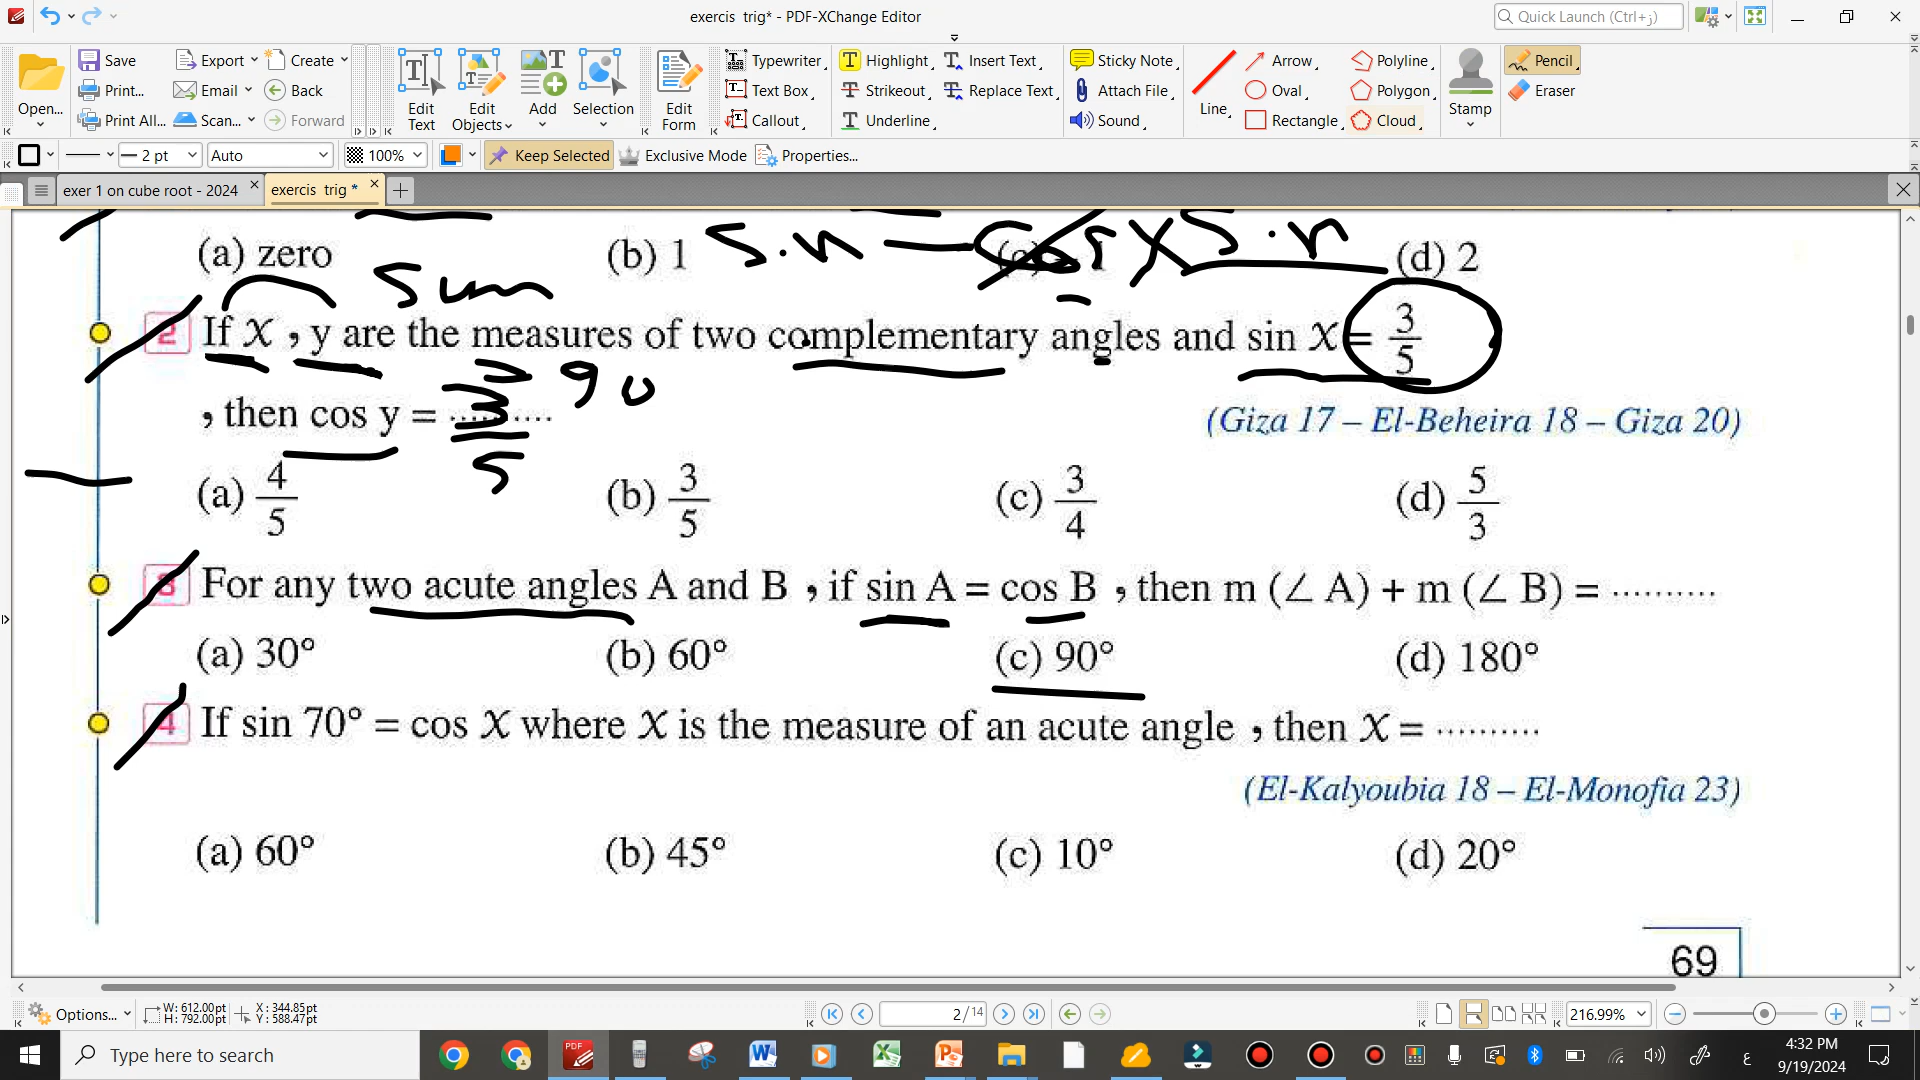 exercis trig* - PDF-XChange Editor
Quick Launch (Ctrl+ز)
Open...
Save
Print...
Print All...
Export
Email
Scan...
Create
Back
Forward
Edit Text
Edit Objects
Add
Selection
Edit Form
Typewriter
Text Box
Callout
Highlight
Strikeout
Underline
Insert Text
Replace Text
Sticky Note
Attach File
Sound
Line
Arrow
Oval
Rectangle
Polyline
Polygon
Cloud
Stamp
Pencil
Eraser
2 pt
Auto
100%
Keep Selected
Exclusive Mode
Properties...
exer 1 on cube root - 2024
exercis trig *
(a) zero (b) 1 (d) 2
Sum
2 If X , y are the measures of two complementary angles and sin X = 3/5
90
, then cos y = ..........
(Giza 17 – El-Beheira 18 – Giza 20)
(a) 4/5 (b) 3/5 (c) 3/4 (d) 5/3
3 For any two acute angles A and B , if sin A = cos B , then m (∠ A) + m (∠ B) = ..........
(a) 30° (b) 60° (c) 90° (d) 180°
4 If sin 70° = cos X where X is the measure of an acute angle , then X = ..........
(El-Kalyoubia 18 – El-Monofia 23)
(a) 60° (b) 45° (c) 10° (d) 20°
69
Options...
W: 612.00pt
H: 792.00pt
X : 344.85pt
Y : 588.47pt
2 / 14
216.99%
Type here to search
ع
4:32 PM
9/19/2024